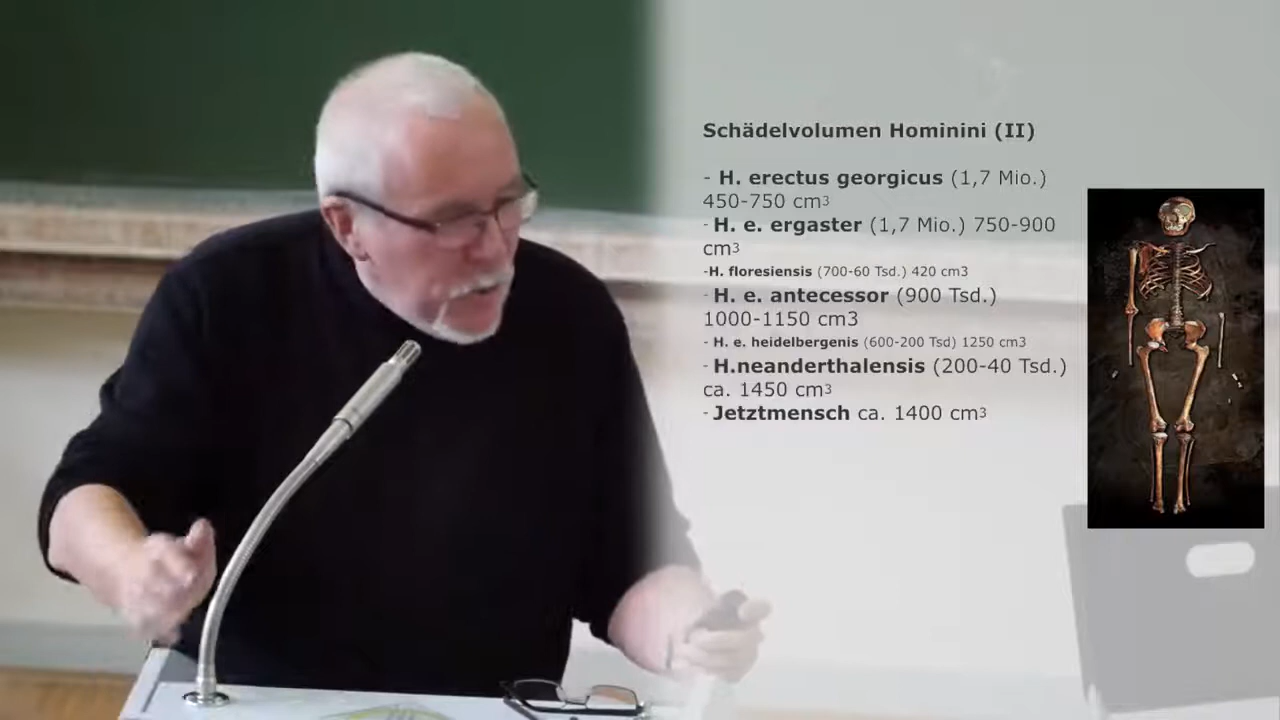 Schädelvolumen Hominini (II)
- H. erectus georgicus (1,7 Mio.)
450-750 cm3
- H. e. ergaster (1,7 Mio.) 750-900
cm3
-H. floresiensis (700-60 Tsd.) 420 cm3
- H. e. antecessor (900 Tsd.)
1000-1150 cm3
- H. e. heidelbergenis (600-200 Tsd) 1250 cm3
- H.neanderthalensis (200-40 Tsd.)
ca. 1450 cm3
- Jetztmensch ca. 1400 cm3